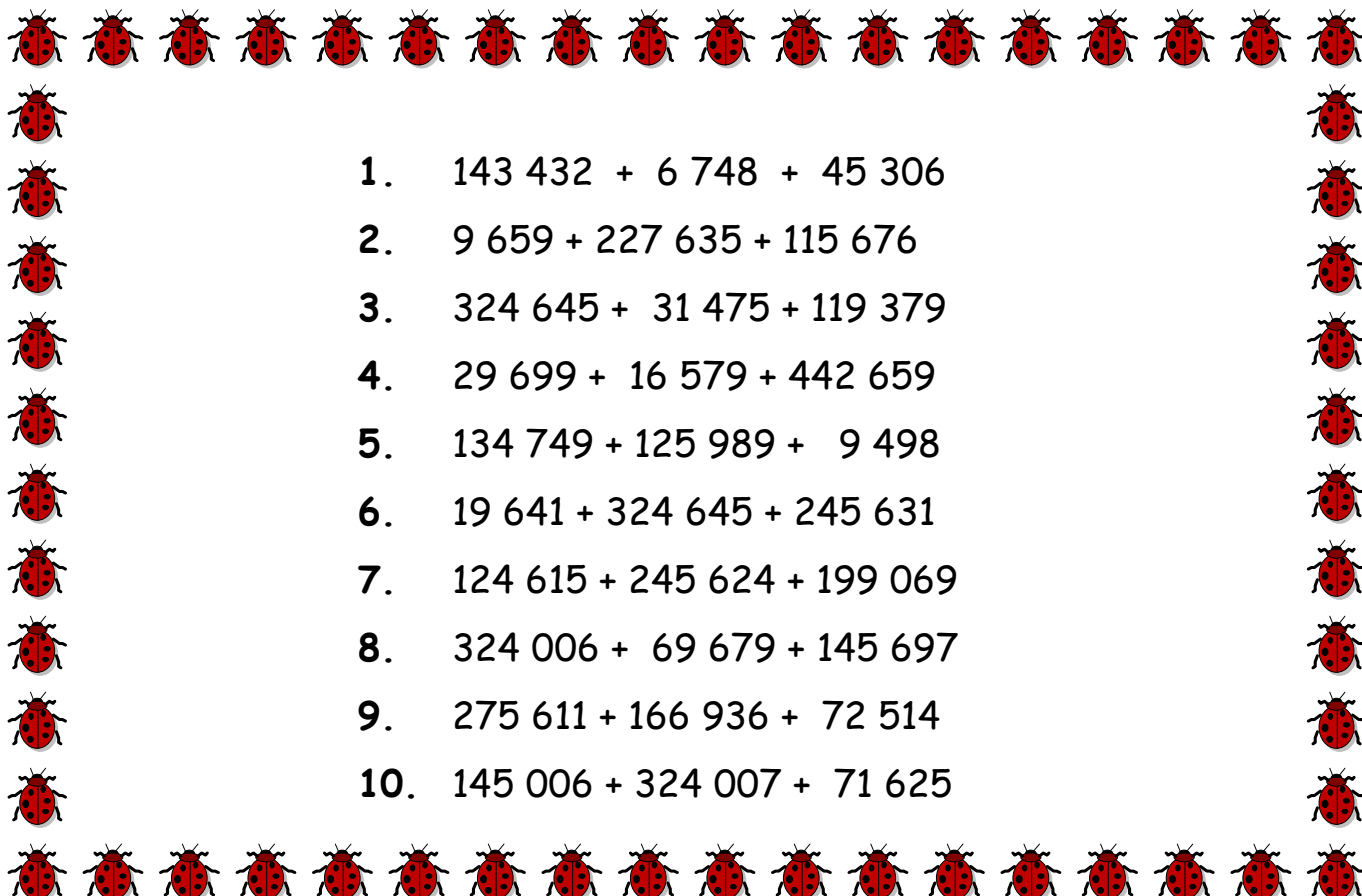 1. 143 432 + 6 748 + 45 306
2. 9 659 + 227 635 + 115 676
3. 324 645 + 31 475 + 119 379
4. 29 699 + 16 579 + 442 659
5. 134 749 + 125 989 + 9 498
6. 19 641 + 324 645 + 245 631
7. 124 615 + 245 624 + 199 069
8. 324 006 + 69 679 + 145 697
9. 275 611 + 166 936 + 72 514
10. 145 006 + 324 007 + 71 625